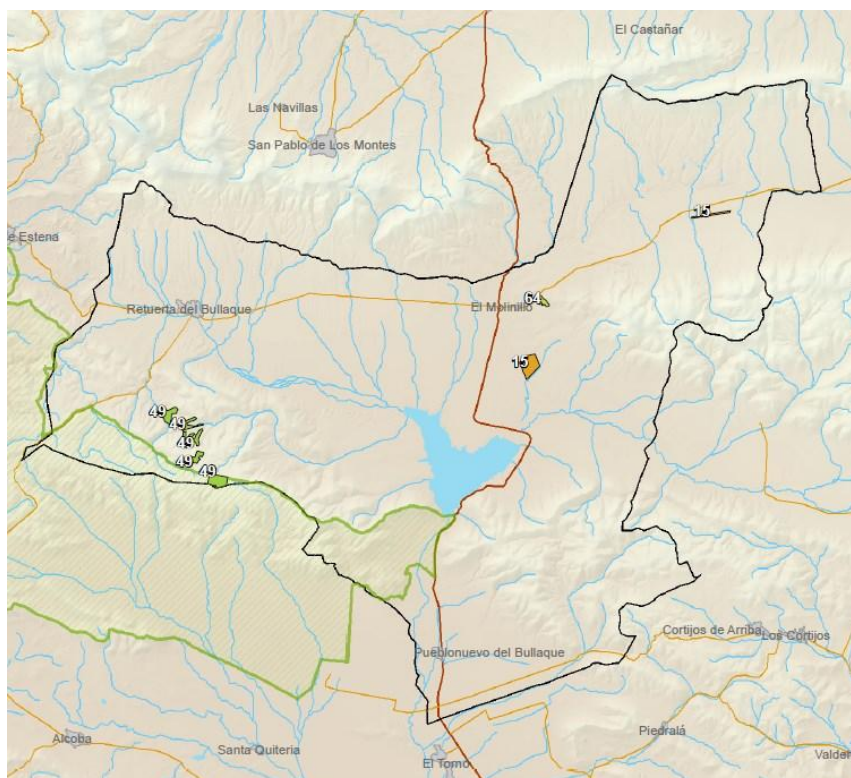 El Castañar
Las Navillas
San Pablo de Los Montes
15
e Estena
64
Retuerta del Bullaque
El Molinillo
15
49
49
49
49
49
Cortijos de Arriba
Los Cortijos
Pueblonuevo del Bullaque
Piedralá
Alcoba
Santa Quiteria
Valder
El Torno